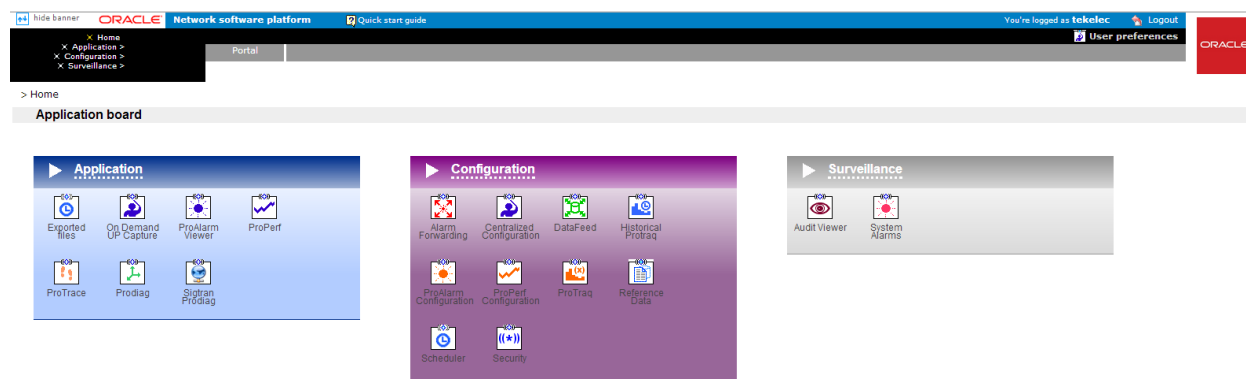 hide banner ORACLE Network software platform Quick start guide You're logged as tekelec Logout
Home User preferences
Application >
Configuration >
Surveillance >
Portal
ORACLE
> Home
Application board
Application
Exported files
On Demand UP Capture
ProAlarm Viewer
ProPerf
ProTrace
Prodiag
Sigtran Prodiag
Configuration
Alarm Forwarding
Centralized Configuration
DataFeed
Historical Protraq
ProAlarm Configuration
ProPerf Configuration
ProTraq
Reference Data
Scheduler
Security
Surveillance
Audit Viewer
System Alarms